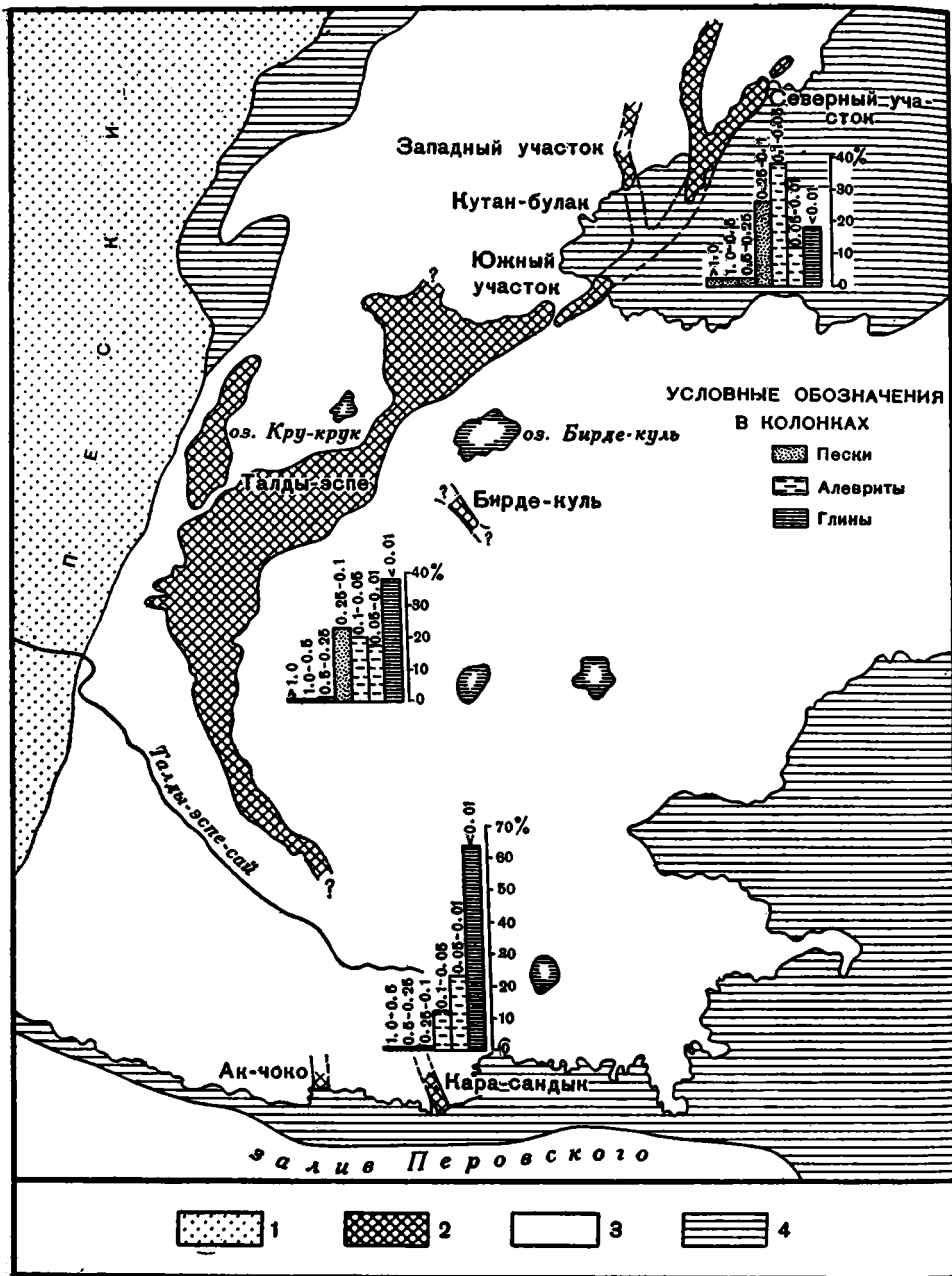 ПЕСКИ
Северный уча-
сток
Западный участок
Кутан-булак
Южный
участок
?
>1.0
1.0-0.5
0.5-0.25
0.25-0.1
0.1-0.05
0.05-0.01
<0.01
40%
30
20
10
0
УСЛОВНЫЕ ОБОЗНАЧЕНИЯ
В КОЛОНКАХ
Пески
Алевриты
Глины
оз. Кру-крук
оз. Бирде-куль
Талды-эспе
Бирде-куль
?
?
?
>1.0
1.0-0.5
0.5-0.25
0.25-0.1
0.1-0.05
0.05-0.01
<0.01
40%
30
20
10
0
Талды-эспе-сай
?
1.0-0.5
0.5-0.25
0.25-0.1
0.1-0.05
0.05-0.01
<0.01
70%
60
50
40
30
20
10
0
Ак-чоко
Кара-сандык
залив Перовского
1
2
3
4